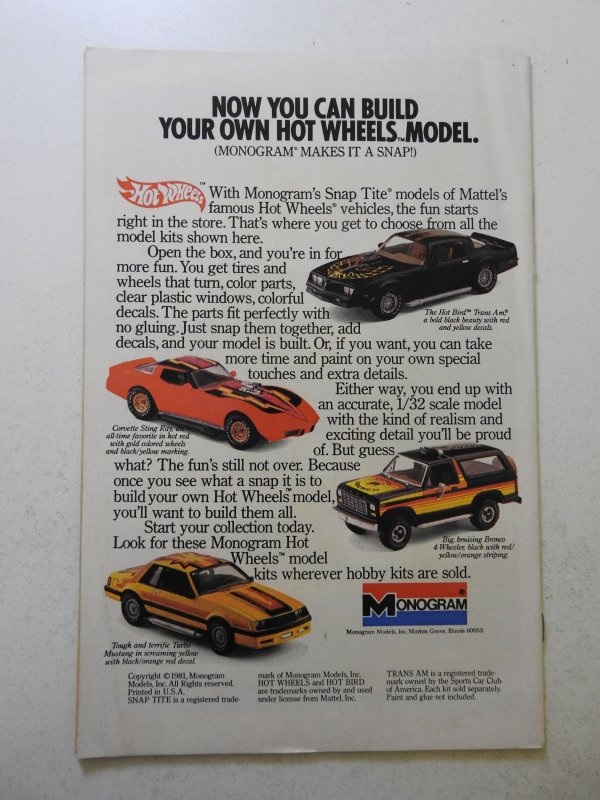 NOW YOU CAN BUILD
YOUR OWN HOT WHEELS™ MODEL.
(MONOGRAM® MAKES IT A SNAP!)
Hot Wheels™
With Monogram's Snap Tite® models of Mattel's
famous Hot Wheels® vehicles, the fun starts
right in the store. That's where you get to choose from all the
model kits shown here.
Open the box, and you're in for
more fun. You get tires and
wheels that turn, color parts,
clear plastic windows, colorful
decals. The parts fit perfectly with
no gluing. Just snap them together, add
decals, and your model is built. Or, if you want, you can take
more time and paint on your own special
touches and extra details.
The Hot Bird™ Trans Am,®
a bold black beauty with red
and yellow decals.
Either way, you end up with
an accurate, 1/32 scale model
with the kind of realism and
exciting detail you'll be proud
of. But guess
Corvette Sting Ray, an
all-time favorite in hot red
with gold colored wheels
and black/yellow marking.
what? The fun's still not over. Because
once you see what a snap it is to
build your own Hot Wheels™ model,
you'll want to build them all.
Start your collection today.
Look for these Monogram Hot
Wheels™ model
kits wherever hobby kits are sold.
Big, bruising Bronco
4-Wheeler, black with red/
yellow/orange striping.
MONOGRAM
Monogram Models, Inc. Morton Grove, Illinois 60053
Tough and terrific Turbo
Mustang in screaming yellow
with black/orange red decal.
Copyright © 1981, Monogram
Models, Inc. All Rights reserved.
Printed in U.S.A.
SNAP TITE is a registered trade-
mark of Monogram Models, Inc.
HOT WHEELS and HOT BIRD
are trademarks owned by and used
under license from Mattel, Inc.
TRANS AM is a registered trade-
mark owned by the Sports Car Club
of America. Each kit sold separately.
Paint and glue not included.